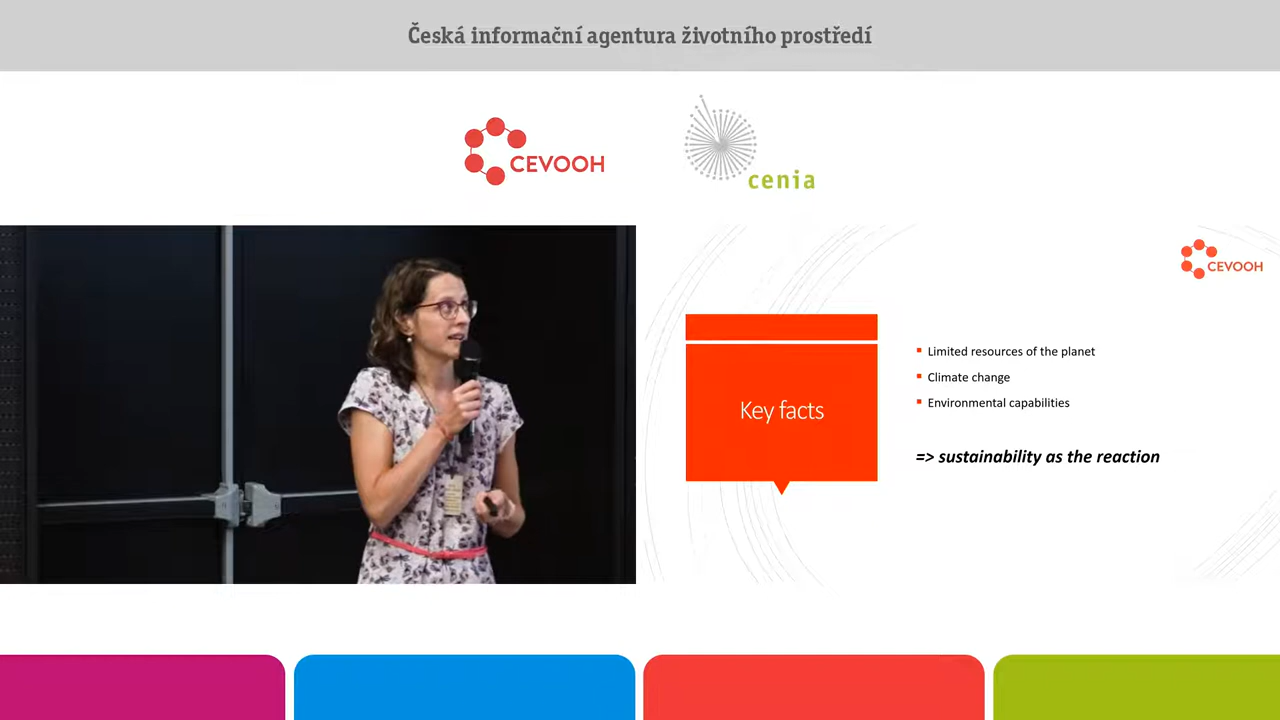 Česká informační agentura životního prostředí
CEVOOH
cenia
CEVOOH
Key facts
Limited resources of the planet
Climate change
Environmental capabilities
=> sustainability as the reaction